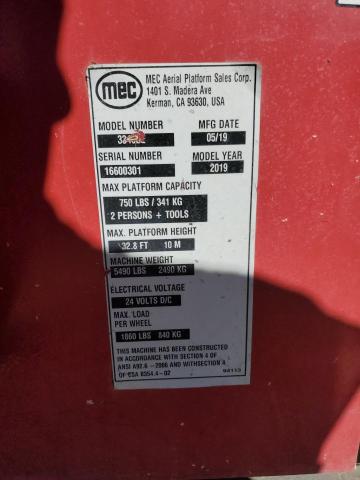 mec
MEC Aerial Platform Sales Corp.
1401 S. Madera Ave
Kerman, CA 93630, USA
MODEL NUMBER MFG DATE
05/19
SERIAL NUMBER MODEL YEAR
16600301 2019
MAX PLATFORM CAPACITY
750 LBS / 341 KG
2 PERSONS + TOOLS
MAX. PLATFORM HEIGHT
32.8 FT 10 M
MACHINE WEIGHT
5490 LBS 2490 KG
ELECTRICAL VOLTAGE
24 VOLTS D/C
MAX. LOAD
PER WHEEL
1860 LBS 840 KG
THIS MACHINE HAS BEEN CONSTRUCTED
IN ACCORDANCE WITH SECTION 4 OF
ANSI A92.6 -2006 AND WITHSECTION 4
OF CSA B354.4-02
94113